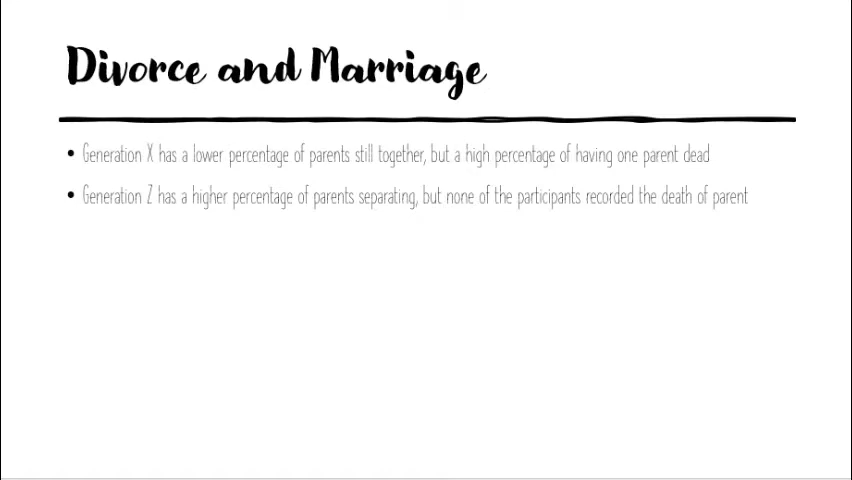 Divorce and Marriage
• Generation X has a lower percentage of parents still together, but a high percentage of having one parent dead
• Generation Z has a higher percentage of parents separating, but none of the participants recorded the death of parent